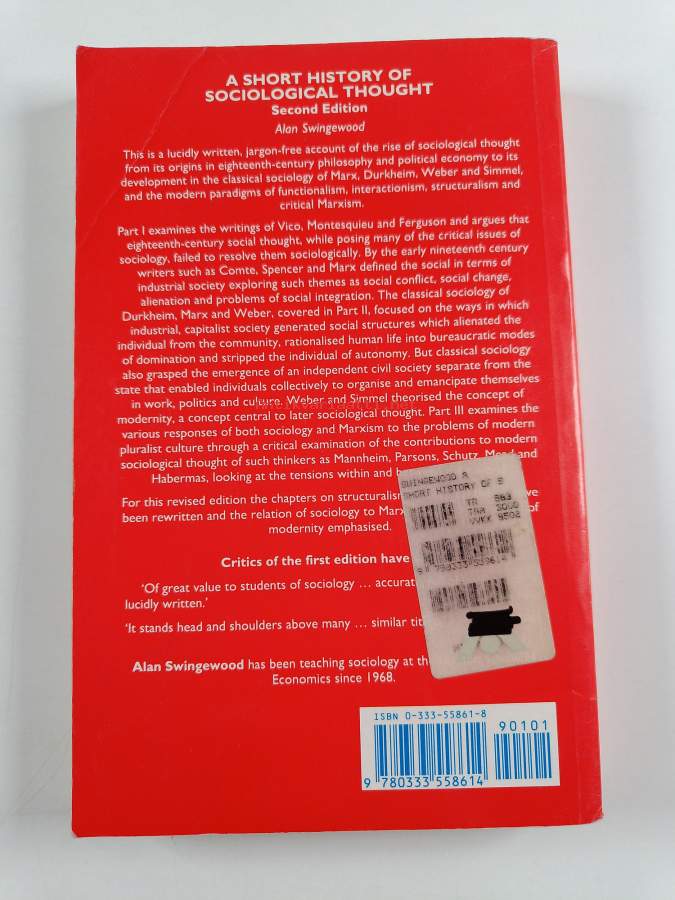 A SHORT HISTORY OF
SOCIOLOGICAL THOUGHT
Second Edition
Alan Swingewood
This is a lucidly written, jargon-free account of the rise of sociological thought
from its origins in eighteenth-century philosophy and political economy to its
development in the classical sociology of Marx, Durkheim, Weber and Simmel,
and the modern paradigms of functionalism, interactionism, structuralism and
critical Marxism.
Part I examines the writings of Vico, Montesquieu and Ferguson and argues that
eighteenth-century social thought, while posing many of the critical issues of
sociology, failed to resolve them sociologically. By the early nineteenth century
writers such as Comte, Spencer and Marx defined the social in terms of
industrial society exploring such themes as social conflict, social change,
alienation and problems of social integration. The classical sociology of
Durkheim, Marx and Weber, covered in Part II, focused on the ways in which
industrial, capitalist society generated social structures which alienated the
individual from the community, rationalised human life into bureaucratic modes
of domination and stripped the individual of autonomy. But classical sociology
also grasped the emergence of an independent civil society separate from the
state that enabled individuals collectively to organise and emancipate themselves
in work, politics and culture. Weber and Simmel theorised the concept of
modernity, a concept central to later sociological thought. Part III examines the
various responses of both sociology and Marxism to the problems of modern
pluralist culture through a critical examination of the contributions to modern
sociological thought of such thinkers as Mannheim, Parsons, Schutz, Mead and
Habermas, looking at the tensions within and
For this revised edition the chapters on
been rewritten and the relation of sociology to of
modernity emphasised.
Critics of the first edition have
'Of great value to students of sociology ...
lucidly written.'
'It stands head and shoulders above many ... similar
Alan Swingewood has been teaching sociology at the
Economics since 1968.
SWINGEWOOD A
SHORT HISTORY OF S
9 780333 558614
ISBN 0-333-55861-8
90101
9 780333 558614